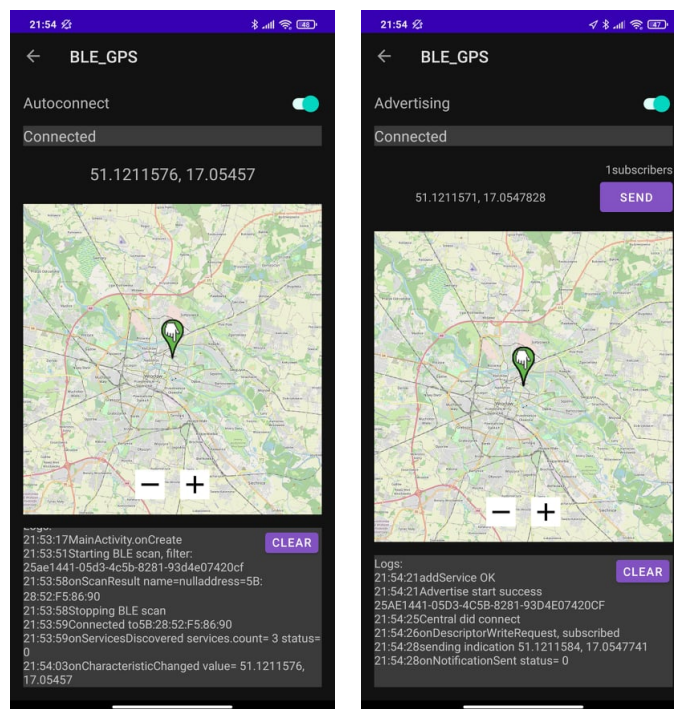 21:54
48
BLE_GPS
Autoconnect
Connected
51.1211576, 17.05457
Wrocław
Logs:
21:53:17MainActivity.onCreate
CLEAR
21:53:51Starting BLE scan, filter:
25ae1441-05d3-4c5b-8281-93d4e07420cf
21:53:58onScanResult name=nulladdress=5B:
28:52:F5:86:90
21:53:58Stopping BLE scan
21:53:59Connected to5B:28:52:F5:86:90
21:53:59onServicesDiscovered services.count= 3 status=
0
21:54:03onCharacteristicChanged value= 51.1211576,
17.05457
21:54
47
BLE_GPS
Advertising
Connected
1subscribers
51.1211571, 17.0547828
SEND
Wrocław
Logs:
21:54:21addService OK
CLEAR
21:54:21Advertise start success
25AE1441-05D3-4C5B-8281-93D4E07420CF
21:54:25Central did connect
21:54:26onDescriptorWriteRequest, subscribed
21:54:28sending indication 51.1211584, 17.0547741
21:54:28onNotificationSent status= 0